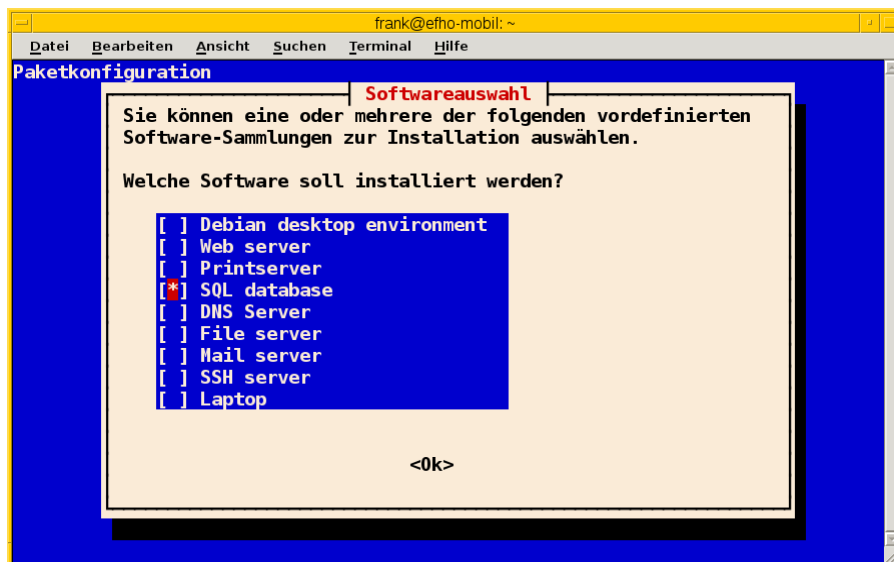 frank@efho-mobil: ~
Datei Bearbeiten Ansicht Suchen Terminal Hilfe
Paketkonfiguration
Softwareauswahl
Sie können eine oder mehrere der folgenden vordefinierten
Software-Sammlungen zur Installation auswählen.
Welche Software soll installiert werden?
[ ] Debian desktop environment
[ ] Web server
[ ] Printserver
[*] SQL database
[ ] DNS Server
[ ] File server
[ ] Mail server
[ ] SSH server
[ ] Laptop
<Ok>